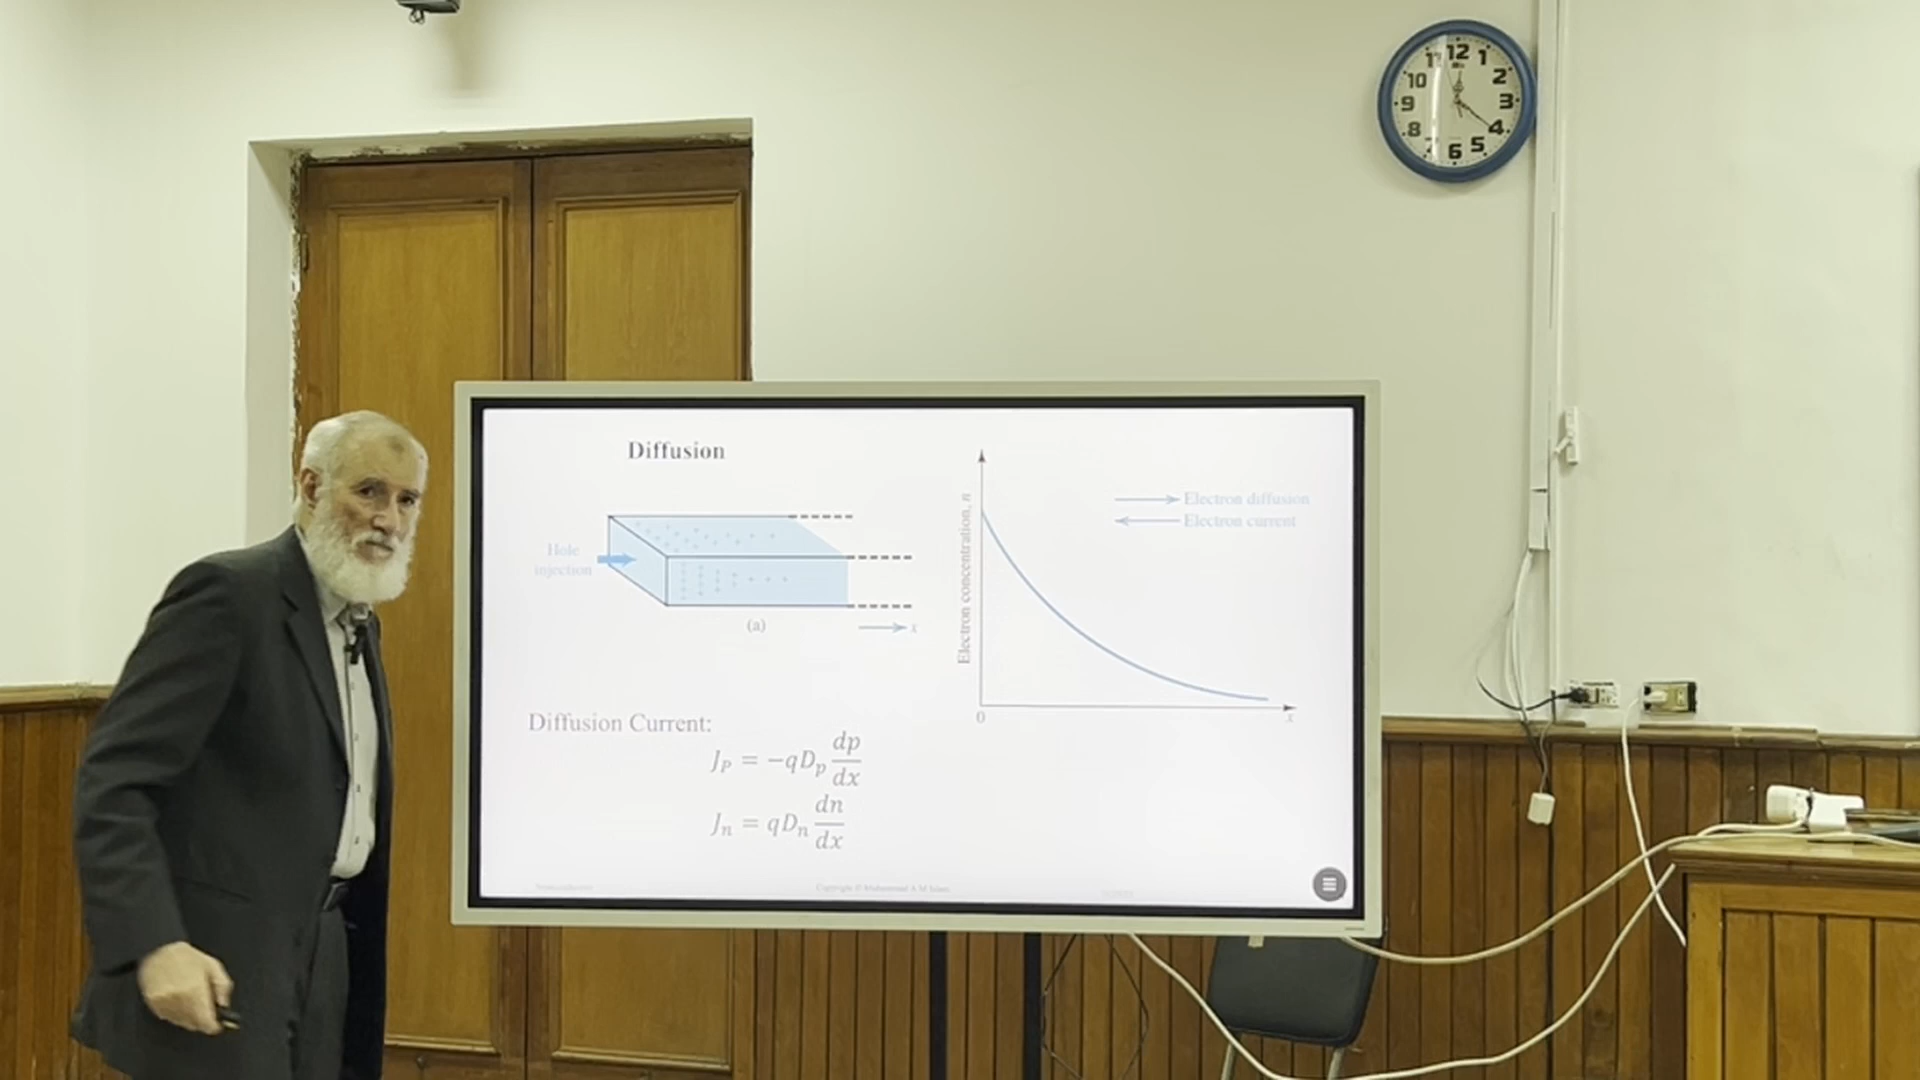 12
1
2
3
4
5
6
8
9
10
11
Diffusion
Hole
injection
(a)
x
Electron concentration, n
Electron diffusion
Electron current
0
x
Diffusion Current:
J_P = −qD_p dp/dx
J_n = qD_n dn/dx